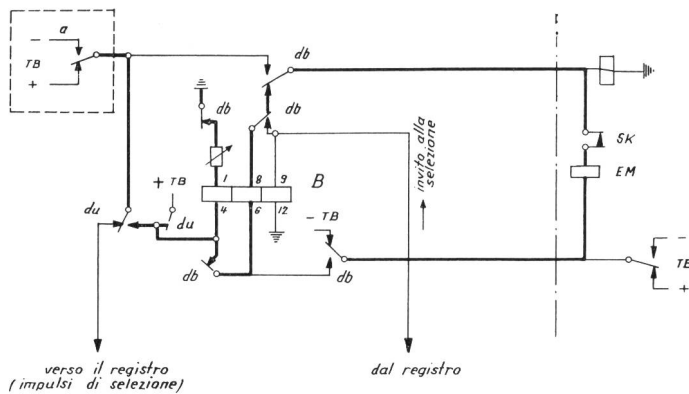 − a
TB
+
db
db
db
invito alla
selezione
SK
EM
1 8 9
B
4 6 12
+ TB
du
du
− TB
db
db
−
TB
+
verso il registro
(impulsi di selezione)
dal registro